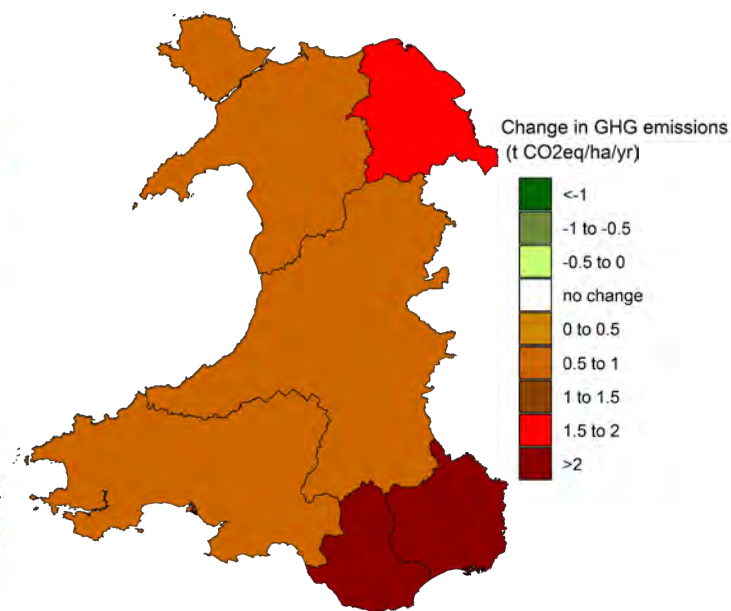 Change in GHG emissions
(t CO2eq/ha/yr)
<-1
-1 to -0.5
-0.5 to 0
no change
0 to 0.5
0.5 to 1
1 to 1.5
1.5 to 2
>2